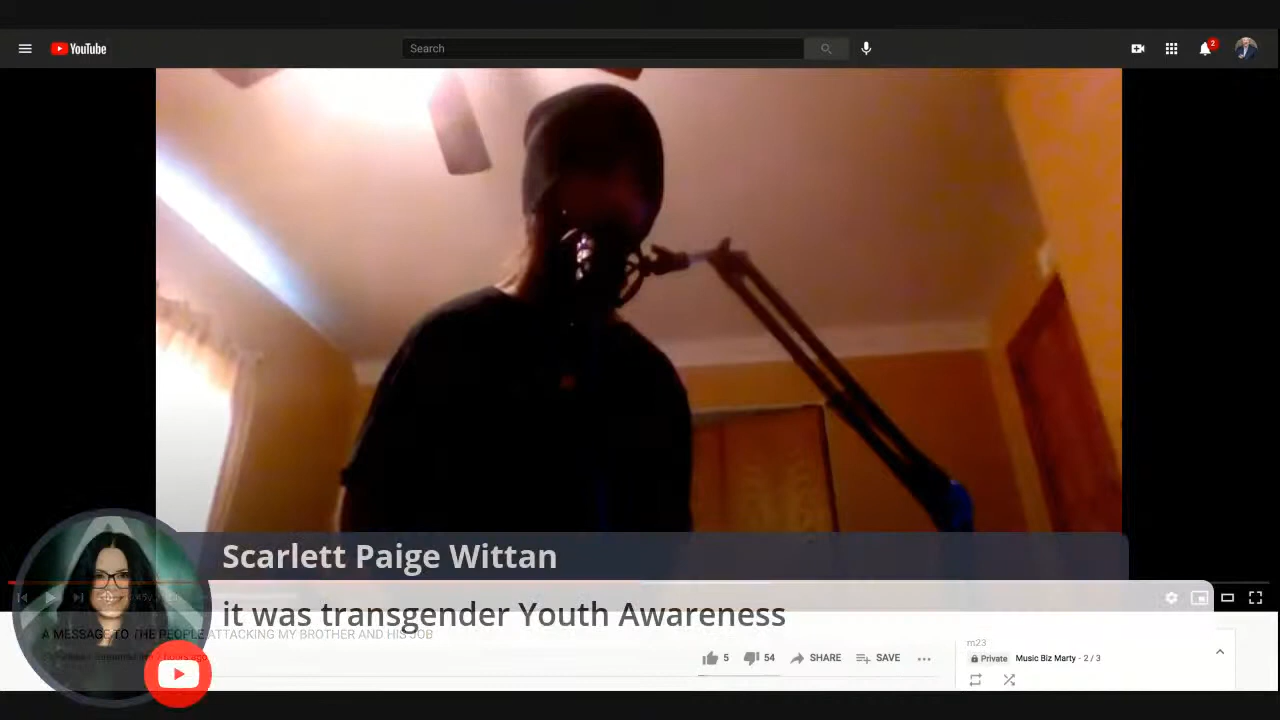 YouTube
Search
2
Scarlett Paige Wittan
it was transgender Youth Awareness
A MESSAGE TO THE PEOPLE ATTACKING MY BROTHER AND HIS JOB
5
54
SHARE
SAVE
m23
Private
Music Biz Marty - 2 / 3